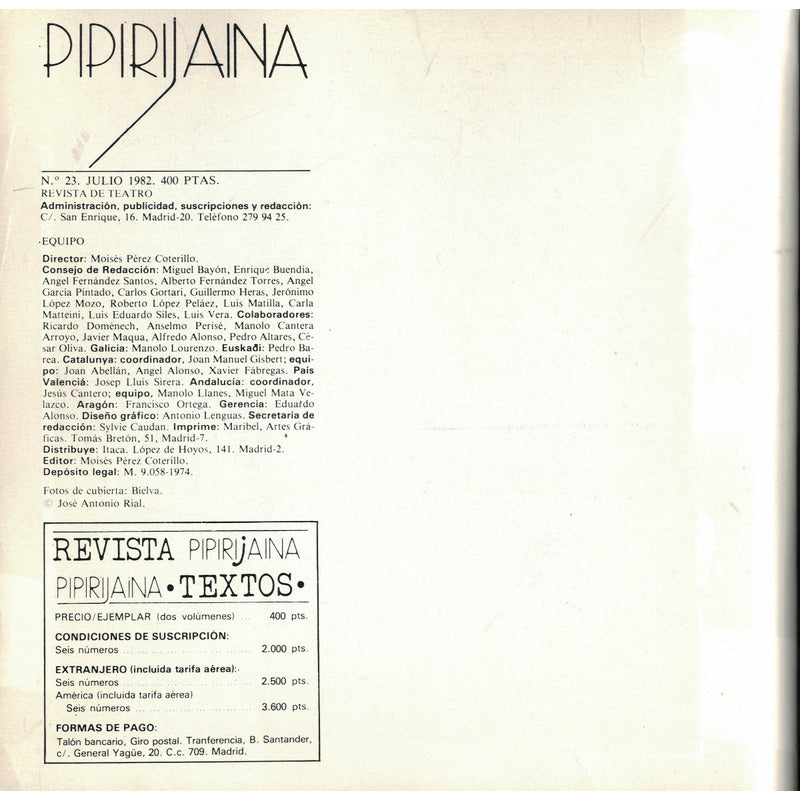 PIPIRIJAINA
N.º 23. JULIO 1982. 400 PTAS.
REVISTA DE TEATRO
Administración, publicidad, suscripciones y redacción:
C/. San Enrique, 16. Madrid-20. Teléfono 279 94 25.
EQUIPO
Director: Moisés Pérez Coterillo.
Consejo de Redacción: Miguel Bayón, Enrique Buendia,
Angel Fernández Santos, Alberto Fernández Torres, Angel
García Pintado, Carlos Gortari, Guillermo Heras, Jerónimo
López Mozo, Roberto López Peláez, Luis Matilla, Carla
Matteini, Luis Eduardo Siles, Luis Vera. Colaboradores:
Ricardo Doménech, Anselmo Perisé, Manolo Cantera
Arroyo, Javier Maqua, Alfredo Alonso, Pedro Altares, Cé-
sar Oliva. Galicia: Manolo Lourenzo. Euskadi: Pedro Ba-
rea. Catalunya: coordinador, Joan Manuel Gisbert; equi-
po: Joan Abellán, Angel Alonso, Xavier Fábregas. País
Valenciá: Josep Lluis Sirera. Andalucía: coordinador,
Jesús Cantero; equipo, Manolo Llanes, Miguel Mata Ve-
lazco. Aragón: Francisco Ortega. Gerencia: Eduardo
Alonso. Diseño gráfico: Antonio Lenguas. Secretaria de
redacción: Sylvie Caudan. Imprime: Maribel, Artes Grá-
ficas. Tomás Bretón, 51, Madrid-7.
Distribuye: Itaca. López de Hoyos, 141. Madrid-2.
Editor: Moisés Pérez Coterillo.
Depósito legal: M. 9.058-1974.
Fotos de cubierta: Bielva.
© José Antonio Rial.
REVISTA PIPIRIJAINA
PIPIRIJAINA • TEXTOS •
PRECIO/EJEMPLAR (dos volúmenes) ... 400 pts.
CONDICIONES DE SUSCRIPCIÓN:
Seis números ........................ 2.000 pts.
EXTRANJERO (incluida tarifa aérea):
Seis números ........................ 2.500 pts.
América (incluida tarifa aérea)
Seis números ...................... 3.600 pts.
FORMAS DE PAGO:
Talón bancario, Giro postal. Tranferencia, B. Santander,
c/. General Yagüe, 20. C.c. 709. Madrid.